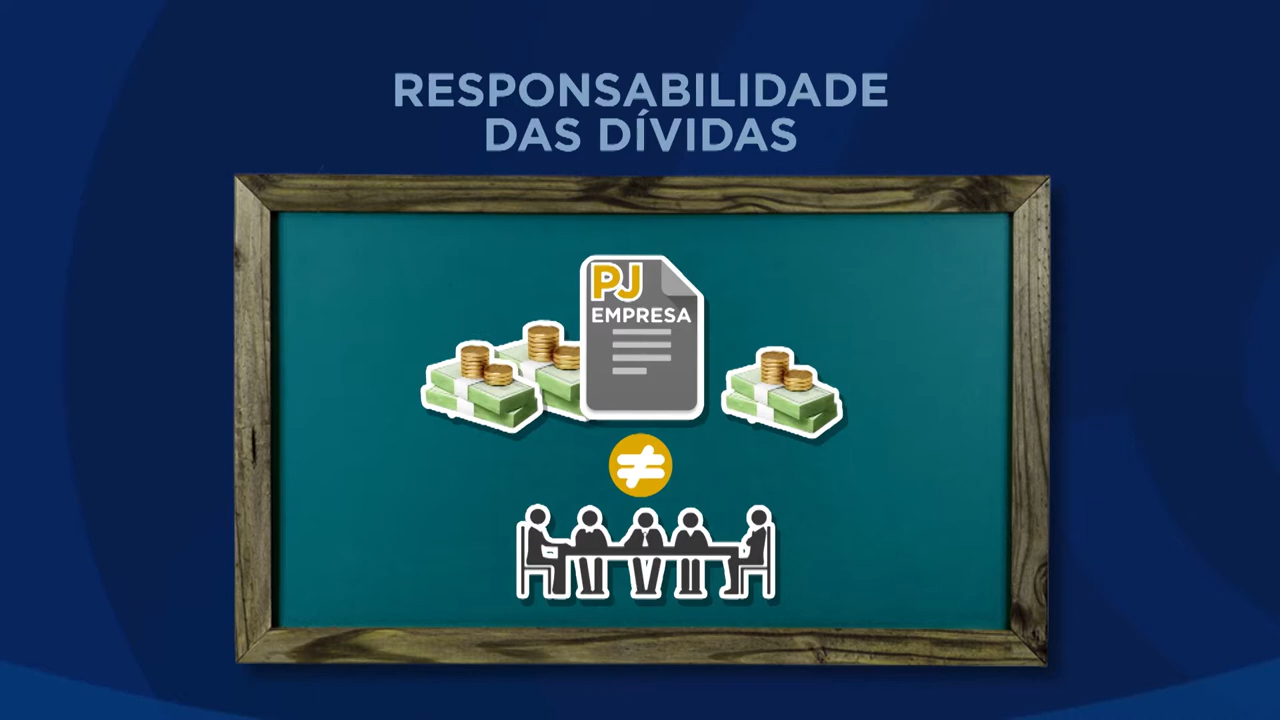 RESPONSABILIDADE
DAS DÍVIDAS
PJ
EMPRESA
≠